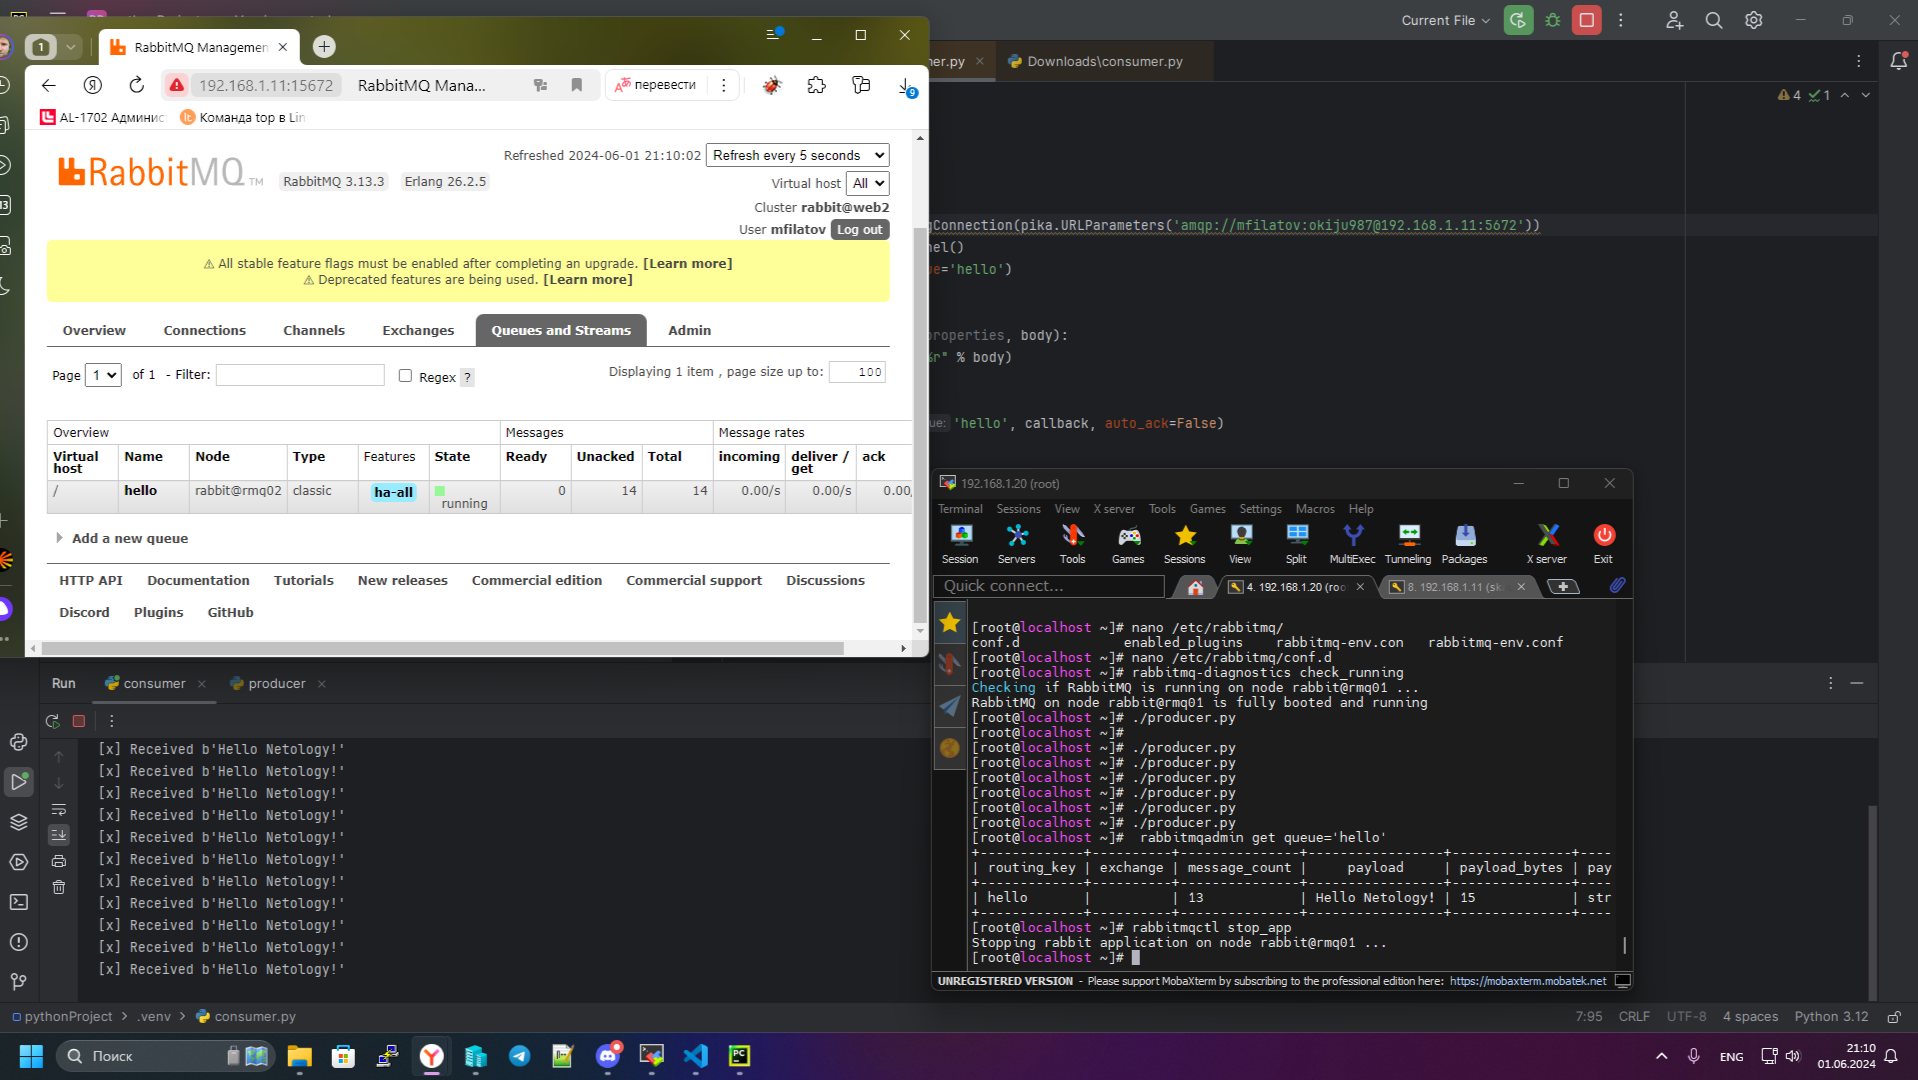 Current File
1
RabbitMQ Managemen
192.168.1.11:15672
RabbitMQ Mana...
перевести
9
AL-1702 Админис
Команда top в Lin
er.py
Downloads\consumer.py
4
1
RabbitMQ TM
RabbitMQ 3.13.3
Erlang 26.2.5
Refreshed 2024-06-01 21:10:02
Refresh every 5 seconds
Virtual host
All
Cluster rabbit@web2
User mfilatov
Log out
⚠ All stable feature flags must be enabled after completing an upgrade. [Learn more]
⚠ Deprecated features are being used. [Learn more]
Overview
Connections
Channels
Exchanges
Queues and Streams
Admin
Page 1 of 1 - Filter:
Regex ?
Displaying 1 item , page size up to: 100
Overview
Messages
Message rates
Virtual host
Name
Node
Type
Features
State
Ready
Unacked
Total
incoming
deliver / get
ack
/
hello
rabbit@rmq02
classic
ha-all
running
0
14
14
0.00/s
0.00/s
0.00/
Add a new queue
HTTP API
Documentation
Tutorials
New releases
Commercial edition
Commercial support
Discussions
Discord
Plugins
GitHub
gConnection(pika.URLParameters('amqp://mfilatov:okiju987@192.168.1.11:5672'))
nel()
ue='hello')
properties, body):
%r" % body)
ue: 'hello', callback, auto_ack=False)
192.168.1.20 (root)
Terminal
Sessions
View
X server
Tools
Games
Settings
Macros
Help
Session
Servers
Tools
Games
Sessions
View
Split
MultiExec
Tunneling
Packages
X server
Exit
Quick connect...
4. 192.168.1.20 (roo
8. 192.168.1.11 (sk
[root@localhost ~]# nano /etc/rabbitmq/
conf.d enabled_plugins rabbitmq-env.con rabbitmq-env.conf
[root@localhost ~]# nano /etc/rabbitmq/conf.d
[root@localhost ~]# rabbitmq-diagnostics check_running
Checking if RabbitMQ is running on node rabbit@rmq01 ...
RabbitMQ on node rabbit@rmq01 is fully booted and running
[root@localhost ~]# ./producer.py
[root@localhost ~]#
[root@localhost ~]# ./producer.py
[root@localhost ~]# ./producer.py
[root@localhost ~]# ./producer.py
[root@localhost ~]# ./producer.py
[root@localhost ~]# ./producer.py
[root@localhost ~]# ./producer.py
[root@localhost ~]# rabbitmqadmin get queue='hello'
| routing_key | exchange | message_count | payload | payload_bytes | pay
| hello | | 13 | Hello Netology! | 15 | str
[root@localhost ~]# rabbitmqctl stop_app
Stopping rabbit application on node rabbit@rmq01 ...
[root@localhost ~]#
UNREGISTERED VERSION - Please support MobaXterm by subscribing to the professional edition here: https://mobaxterm.mobatek.net
Run
consumer
producer
[x] Received b'Hello Netology!'
[x] Received b'Hello Netology!'
[x] Received b'Hello Netology!'
[x] Received b'Hello Netology!'
[x] Received b'Hello Netology!'
[x] Received b'Hello Netology!'
[x] Received b'Hello Netology!'
[x] Received b'Hello Netology!'
[x] Received b'Hello Netology!'
[x] Received b'Hello Netology!'
[x] Received b'Hello Netology!'
pythonProject
.venv
consumer.py
7:95
CRLF
UTF-8
4 spaces
Python 3.12
Поиск
ENG
21:10
01.06.2024